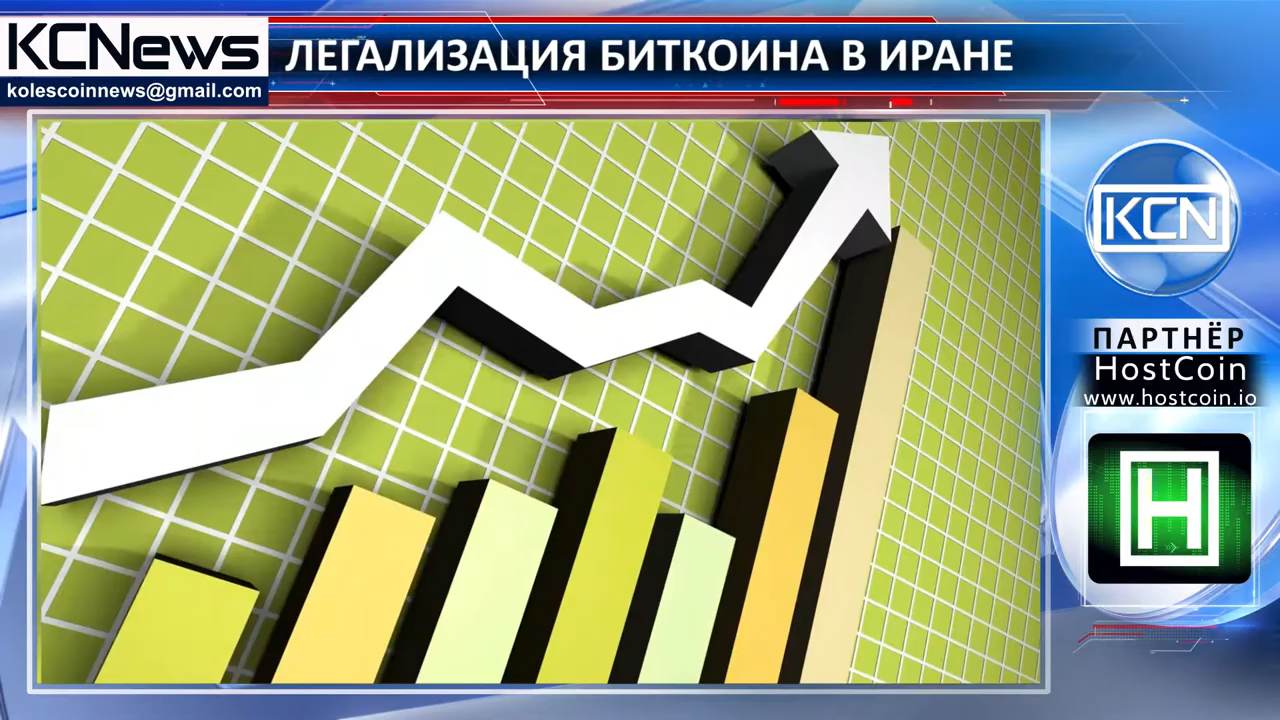 KCNews
kolescoinnews@gmail.com
ЛЕГАЛИЗАЦИЯ БИТКОИНА В ИРАНЕ
KCN
ПАРТНЁР
HostCoin
www.hostcoin.io
H